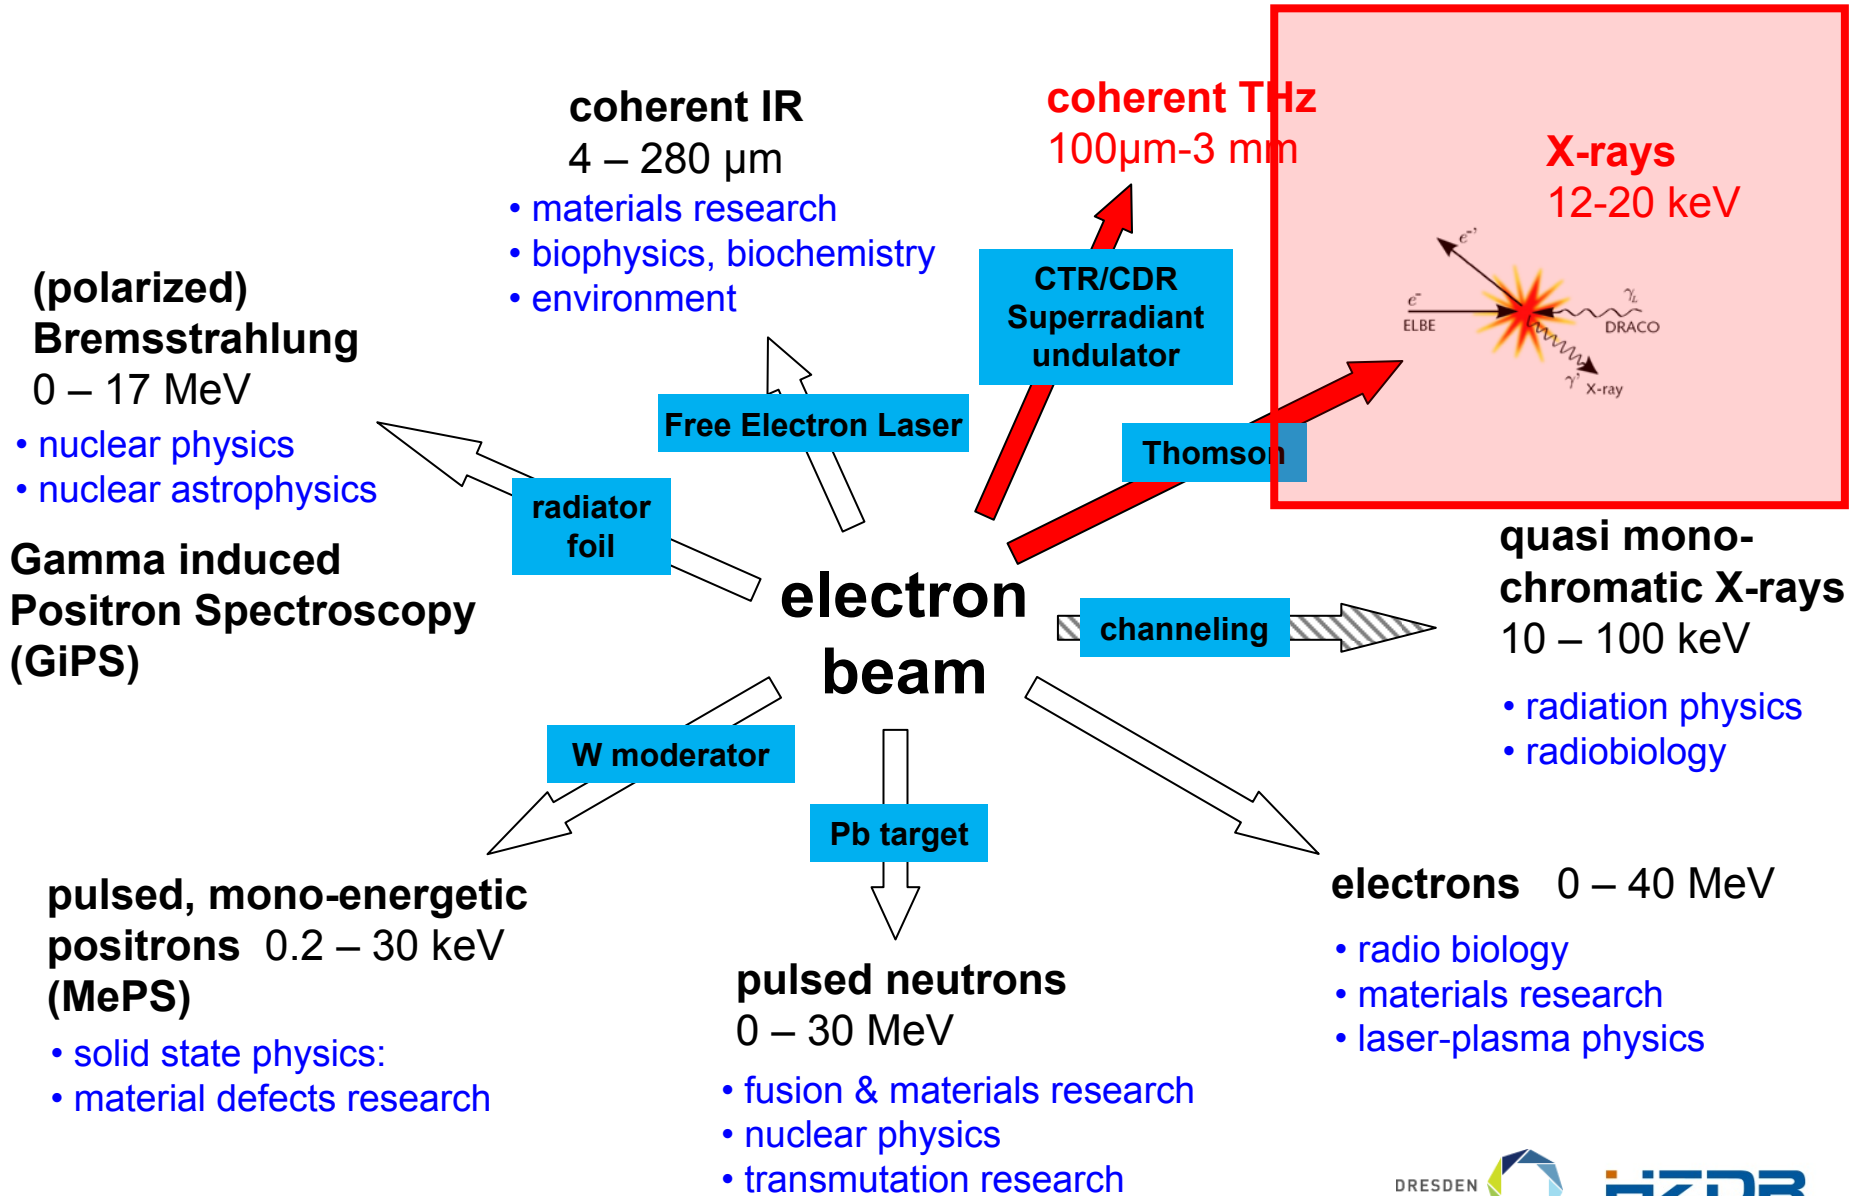 coherent IR
4 – 280 µm
• materials research
• biophysics, biochemistry
• environment
coherent THz
100µm-3 mm
X-rays
12-20 keV
e⁻'
e⁻
ELBE
γL
DRACO
γ'
X-ray
(polarized)
Bremsstrahlung
0 – 17 MeV
• nuclear physics
• nuclear astrophysics
CTR/CDR
Superradiant
undulator
Free Electron Laser
Thomson
radiator
foil
Gamma induced
Positron Spectroscopy
(GiPS)
electron
beam
channeling
quasi mono-
chromatic X-rays
10 – 100 keV
• radiation physics
• radiobiology
W moderator
Pb target
pulsed, mono-energetic
positrons 0.2 – 30 keV
(MePS)
• solid state physics:
• material defects research
pulsed neutrons
0 – 30 MeV
• fusion & materials research
• nuclear physics
• transmutation research
electrons 0 – 40 MeV
• radio biology
• materials research
• laser-plasma physics
DRESDEN
HZDR